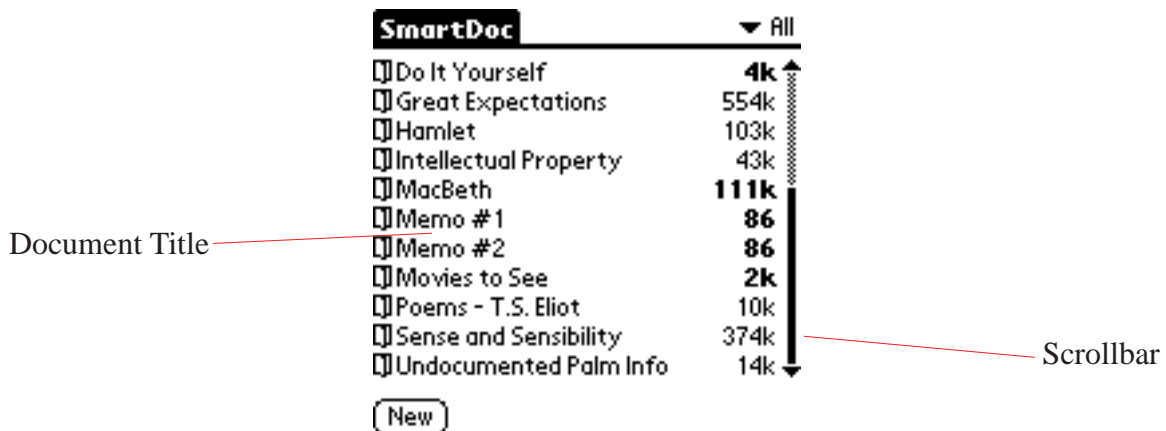 SmartDoc All
Do It Yourself 4k
Great Expectations 554k
Hamlet 103k
Intellectual Property 43k
MacBeth 111k
Memo #1 86
Document Title
Memo #2 86
Movies to See 2k
Poems - T.S. Eliot 10k
Sense and Sensibility 374k
Scrollbar
Undocumented Palm Info 14k
New